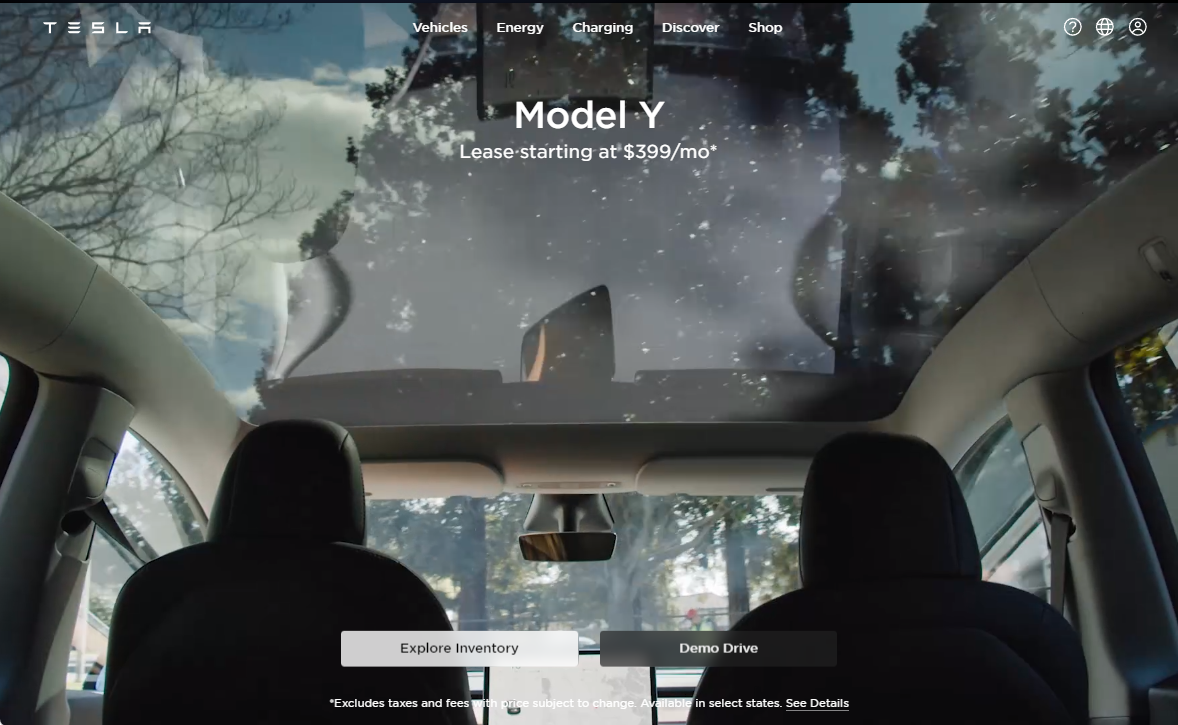 TESLA
Vehicles Energy Charging Discover Shop
Model Y
Lease starting at $399/mo*
Explore Inventory Demo Drive
*Excludes taxes and fees with price subject to change. Available in select states. See Details